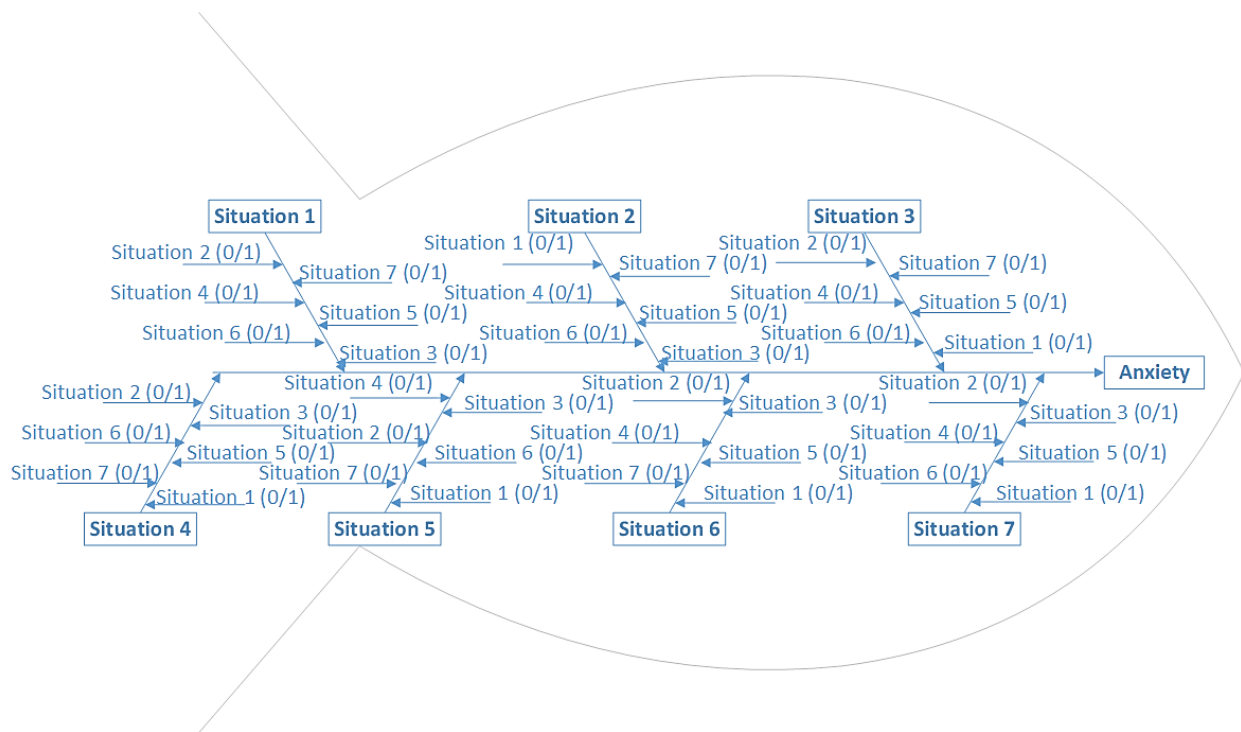 Situation 1
Situation 2
Situation 3
Situation 2 (0/1)
Situation 7 (0/1)
Situation 4 (0/1)
Situation 5 (0/1)
Situation 6 (0/1)
Situation 3 (0/1)
Situation 1 (0/1)
Situation 7 (0/1)
Situation 4 (0/1)
Situation 5 (0/1)
Situation 6 (0/1)
Situation 3 (0/1)
Situation 2 (0/1)
Situation 7 (0/1)
Situation 4 (0/1)
Situation 5 (0/1)
Situation 6 (0/1)
Situation 1 (0/1)
Anxiety
Situation 2 (0/1)
Situation 3 (0/1)
Situation 6 (0/1)
Situation 5 (0/1)
Situation 7 (0/1)
Situation 1 (0/1)
Situation 4 (0/1)
Situation 3 (0/1)
Situation 2 (0/1)
Situation 6 (0/1)
Situation 7 (0/1)
Situation 1 (0/1)
Situation 2 (0/1)
Situation 3 (0/1)
Situation 4 (0/1)
Situation 5 (0/1)
Situation 7 (0/1)
Situation 1 (0/1)
Situation 2 (0/1)
Situation 3 (0/1)
Situation 4 (0/1)
Situation 5 (0/1)
Situation 6 (0/1)
Situation 1 (0/1)
Situation 4
Situation 5
Situation 6
Situation 7